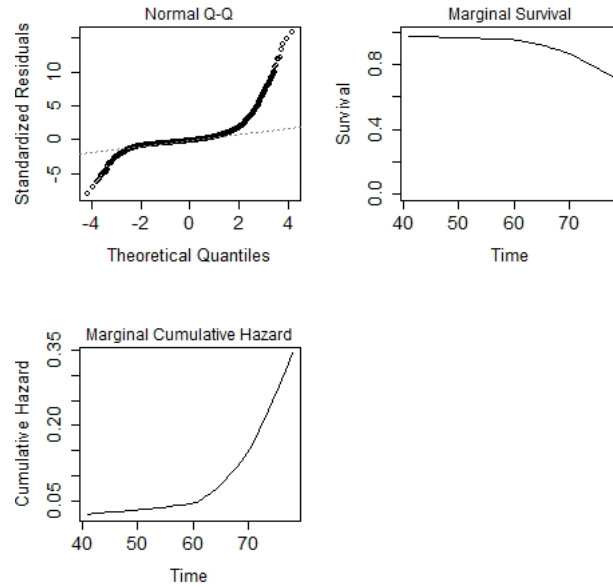 Normal Q-Q
Standardized Residuals
10
5
0
-5
-4
-2
0
2
4
Theoretical Quantiles
Marginal Survival
Survival
0.8
0.4
0.0
40
50
60
70
Time
Marginal Cumulative Hazard
Cumulative Hazard
0.35
0.20
0.05
40
50
60
70
Time